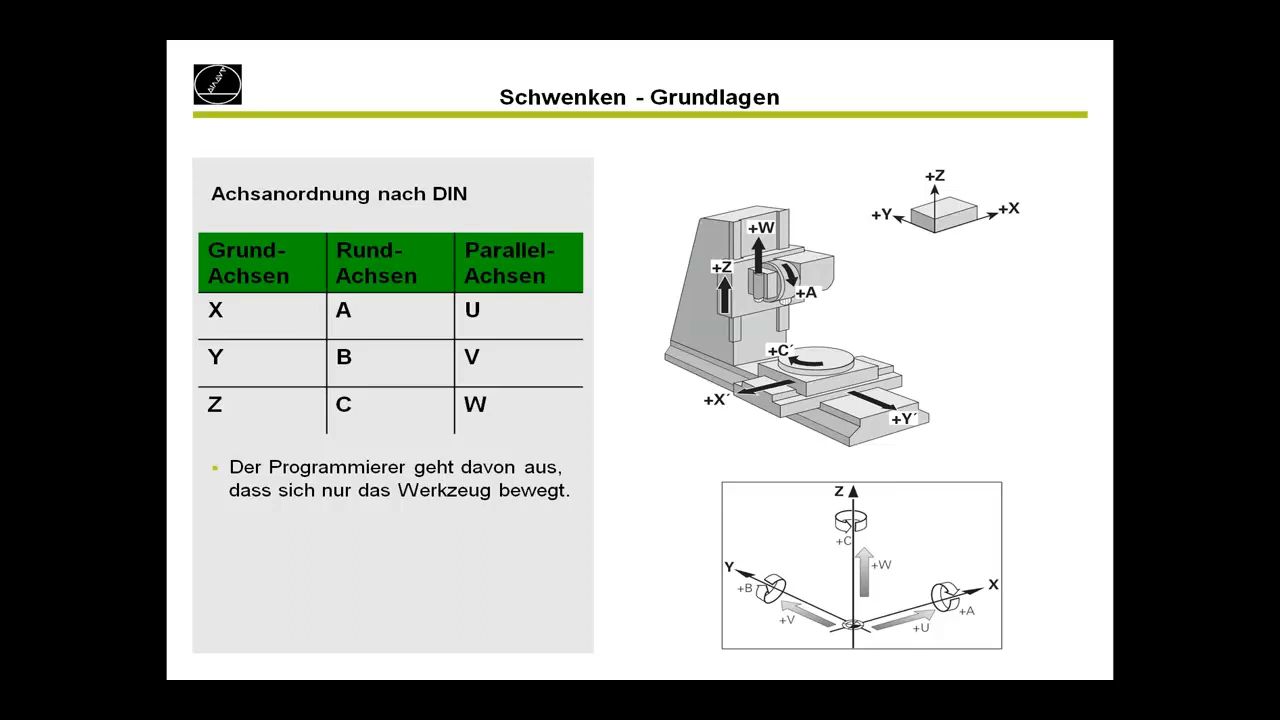 Schwenken - Grundlagen
Achsanordnung nach DIN
Grund-
Achsen
Rund-
Achsen
Parallel-
Achsen
X
A
U
Y
B
V
Z
C
W
Der Programmierer geht davon aus,
dass sich nur das Werkzeug bewegt.
+Z
+Y
+X
+W
+Z
+A
+C´
+X´
+Y´
Z
+C
+W
Y
+B
X
+A
+V
+U